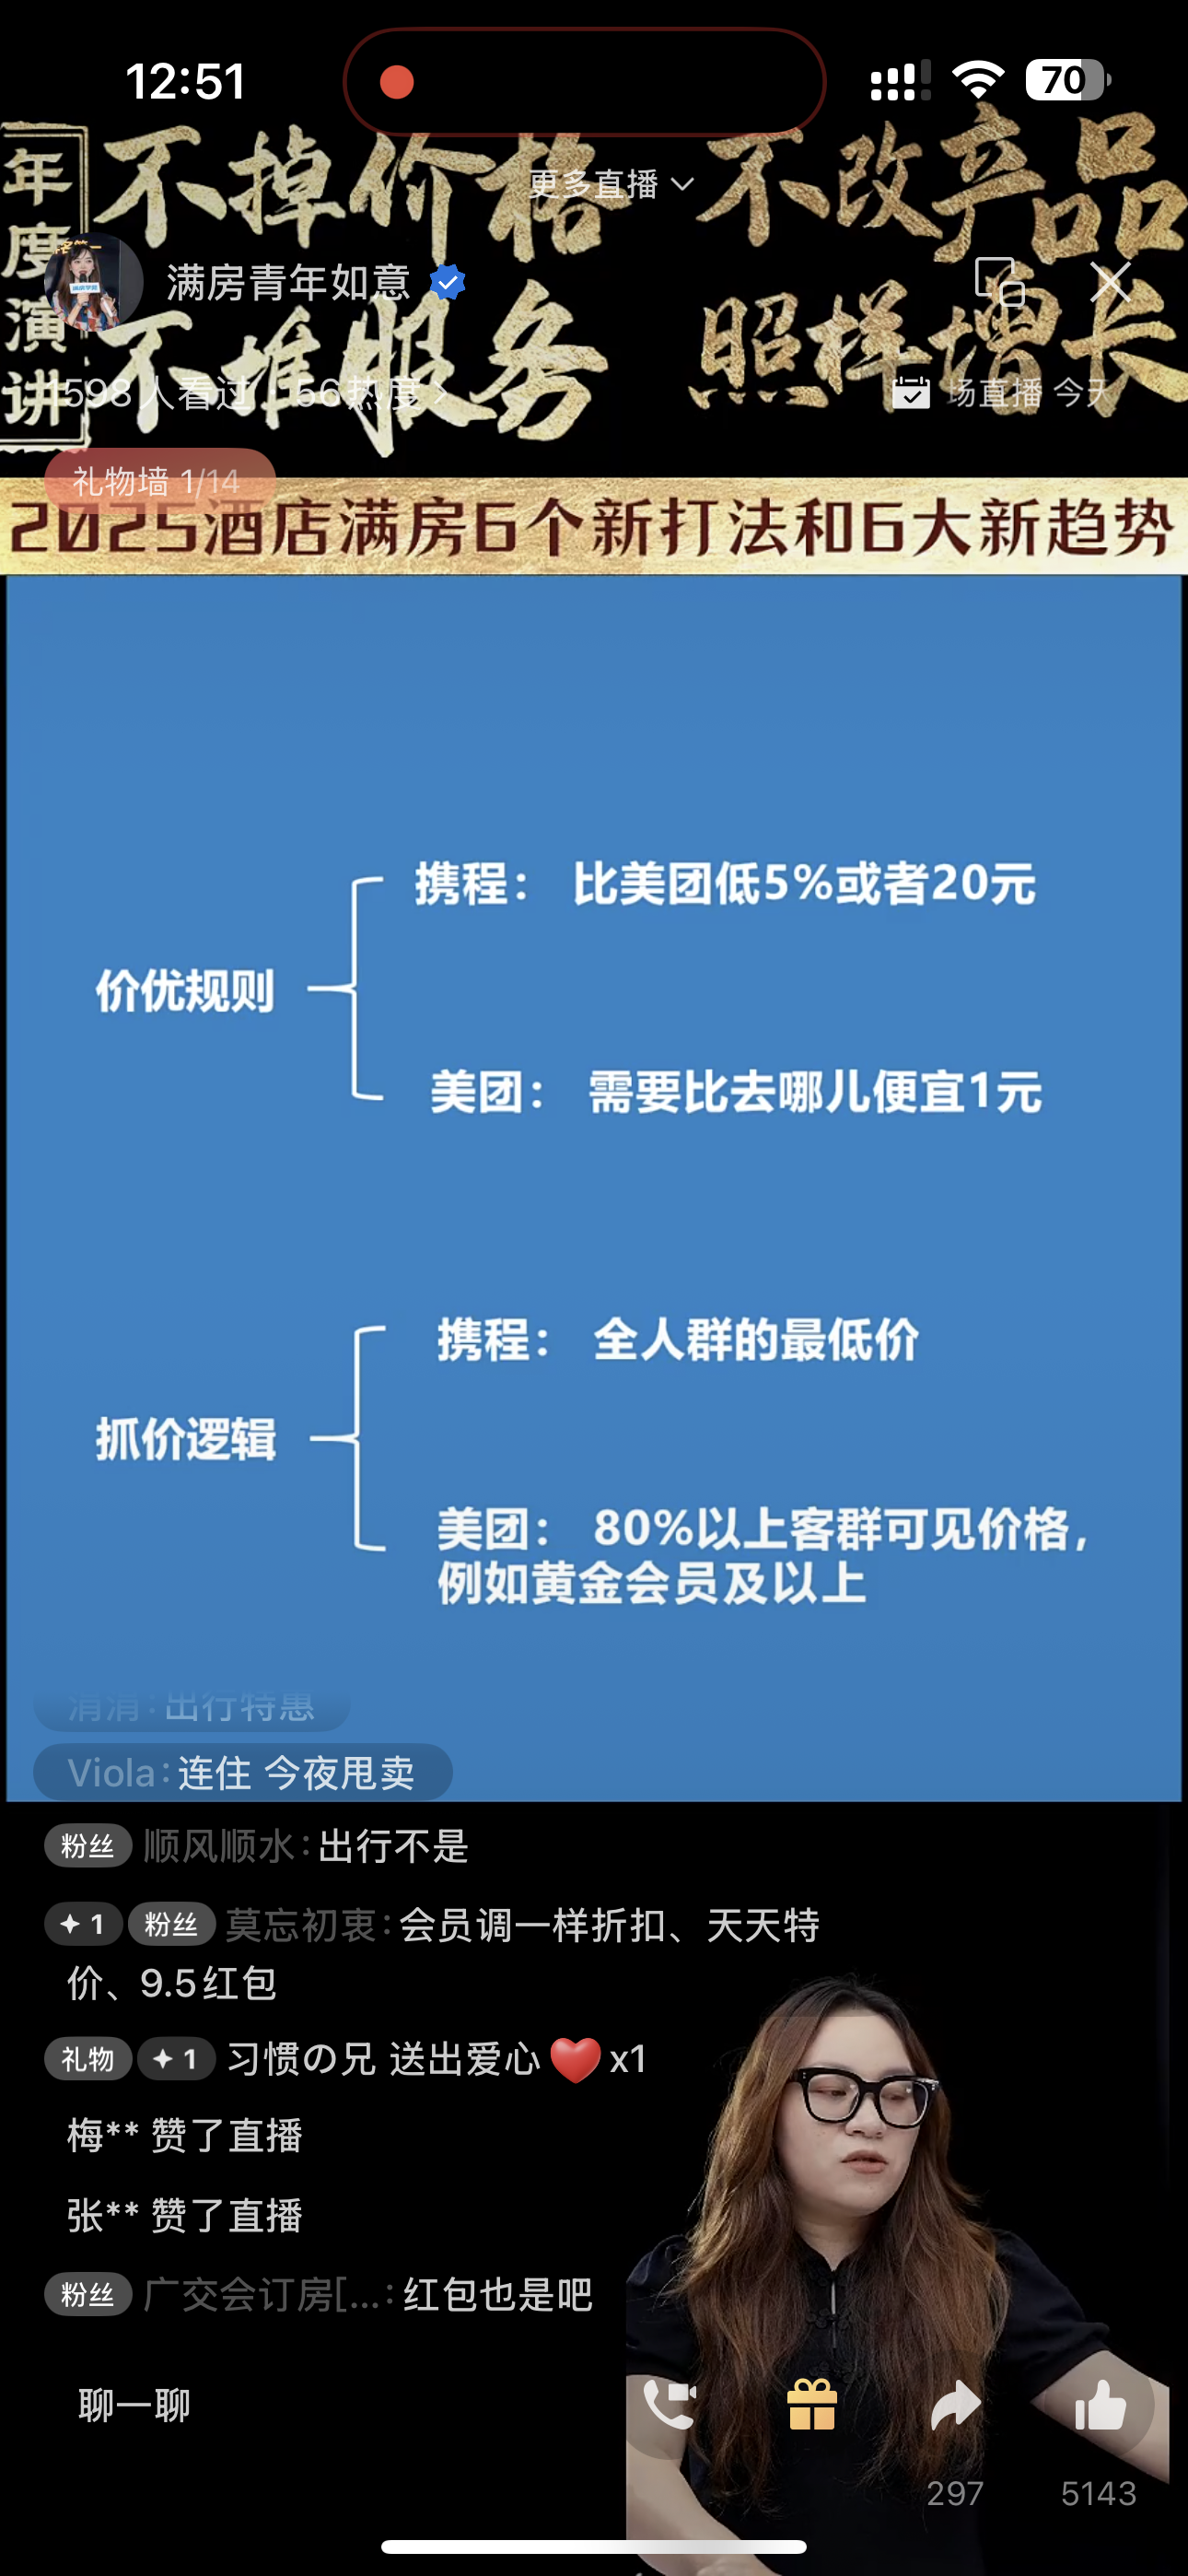 12:51
70
年度演讲
不掉价格 不改产品
更多直播
满房青年如意
不推服务 照样增长
1598人看过 56热度 >
场直播 今天
礼物墙 1/14
2025酒店满房6个新打法和6大新趋势
携程: 比美团低5%或者20元
价优规则
美团: 需要比去哪儿便宜1元
携程: 全人群的最低价
抓价逻辑
美团: 80%以上客群可见价格,
例如黄金会员及以上
涓涓:出行特惠
Viola:连住 今夜甩卖
粉丝 顺风顺水:出行不是
1 粉丝 莫忘初衷:会员调一样折扣、天天特
价、9.5红包
礼物 1 习惯の兄 送出爱心❤️x1
梅** 赞了直播
张** 赞了直播
粉丝 广交会订房[...:红包也是吧
聊一聊
297
5143